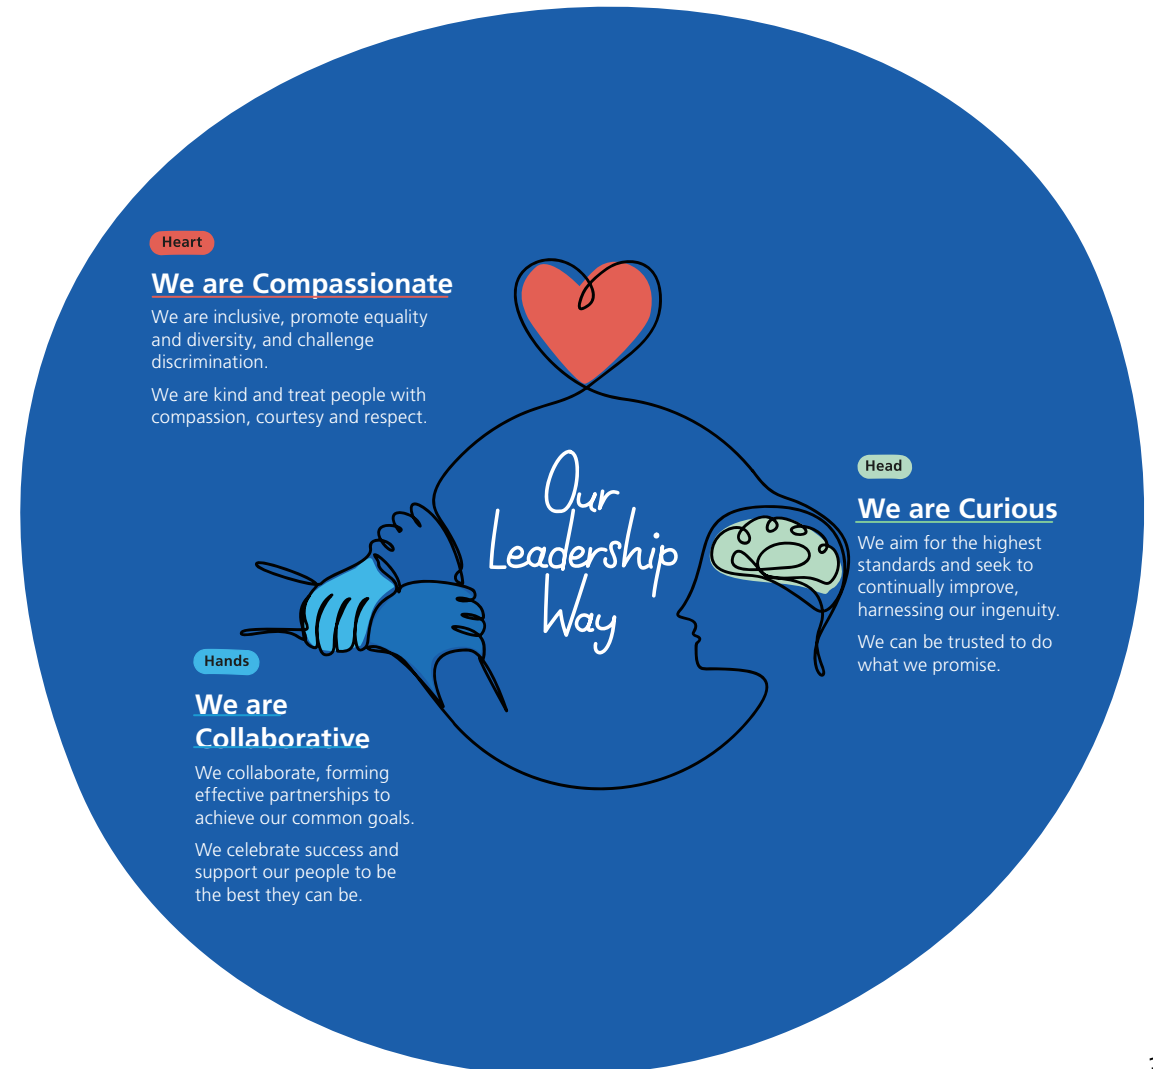 Heart
We are Compassionate
We are inclusive, promote equality
and diversity, and challenge
discrimination.
We are kind and treat people with
compassion, courtesy and respect.
Our
Leadership
Way
Head
We are Curious
We aim for the highest
standards and seek to
continually improve,
harnessing our ingenuity.
We can be trusted to do
what we promise.
Hands
We are
Collaborative
We collaborate, forming
effective partnerships to
achieve our common goals.
We celebrate success and
support our people to be
the best they can be.